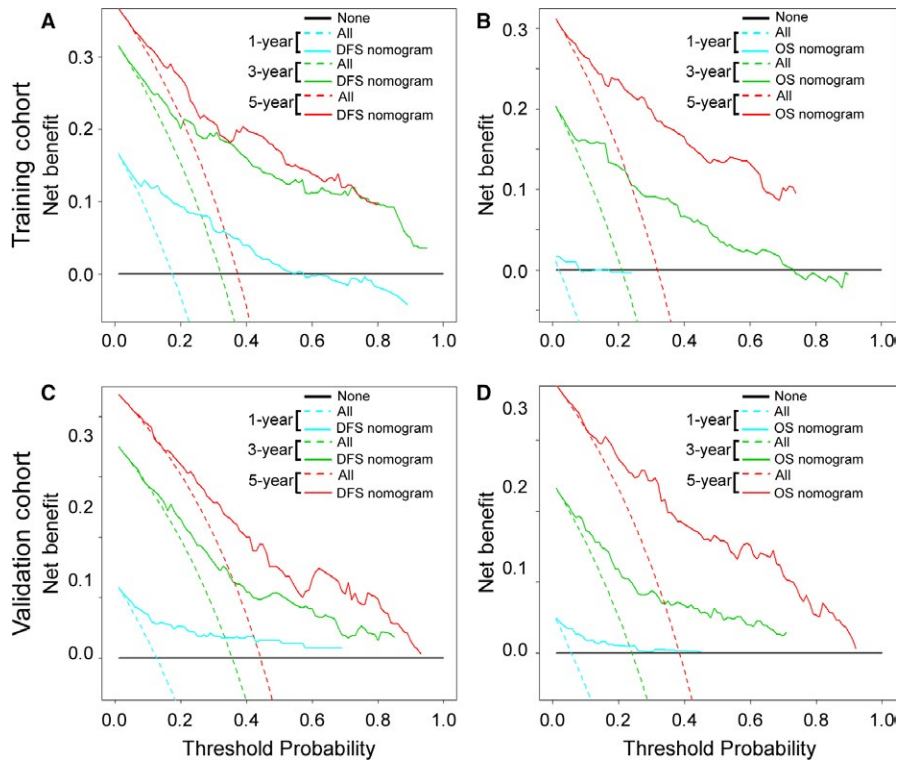 A
None
1-year
All
DFS nomogram
3-year
All
DFS nomogram
5-year
All
DFS nomogram
Training cohort
Net benefit
0.3
0.2
0.1
0.0
0.0 0.2 0.4 0.6 0.8 1.0
B
None
1-year
All
OS nomogram
3-year
All
OS nomogram
5-year
All
OS nomogram
Net benefit
0.3
0.2
0.1
0.0
0.0 0.2 0.4 0.6 0.8 1.0
C
None
1-year
All
DFS nomogram
3-year
All
DFS nomogram
5-year
All
DFS nomogram
Validation cohort
Net benefit
0.3
0.2
0.1
0.0
0.0 0.2 0.4 0.6 0.8 1.0
Threshold Probability
D
None
1-year
All
OS nomogram
3-year
All
OS nomogram
5-year
All
OS nomogram
Net benefit
0.3
0.2
0.1
0.0
0.0 0.2 0.4 0.6 0.8 1.0
Threshold Probability